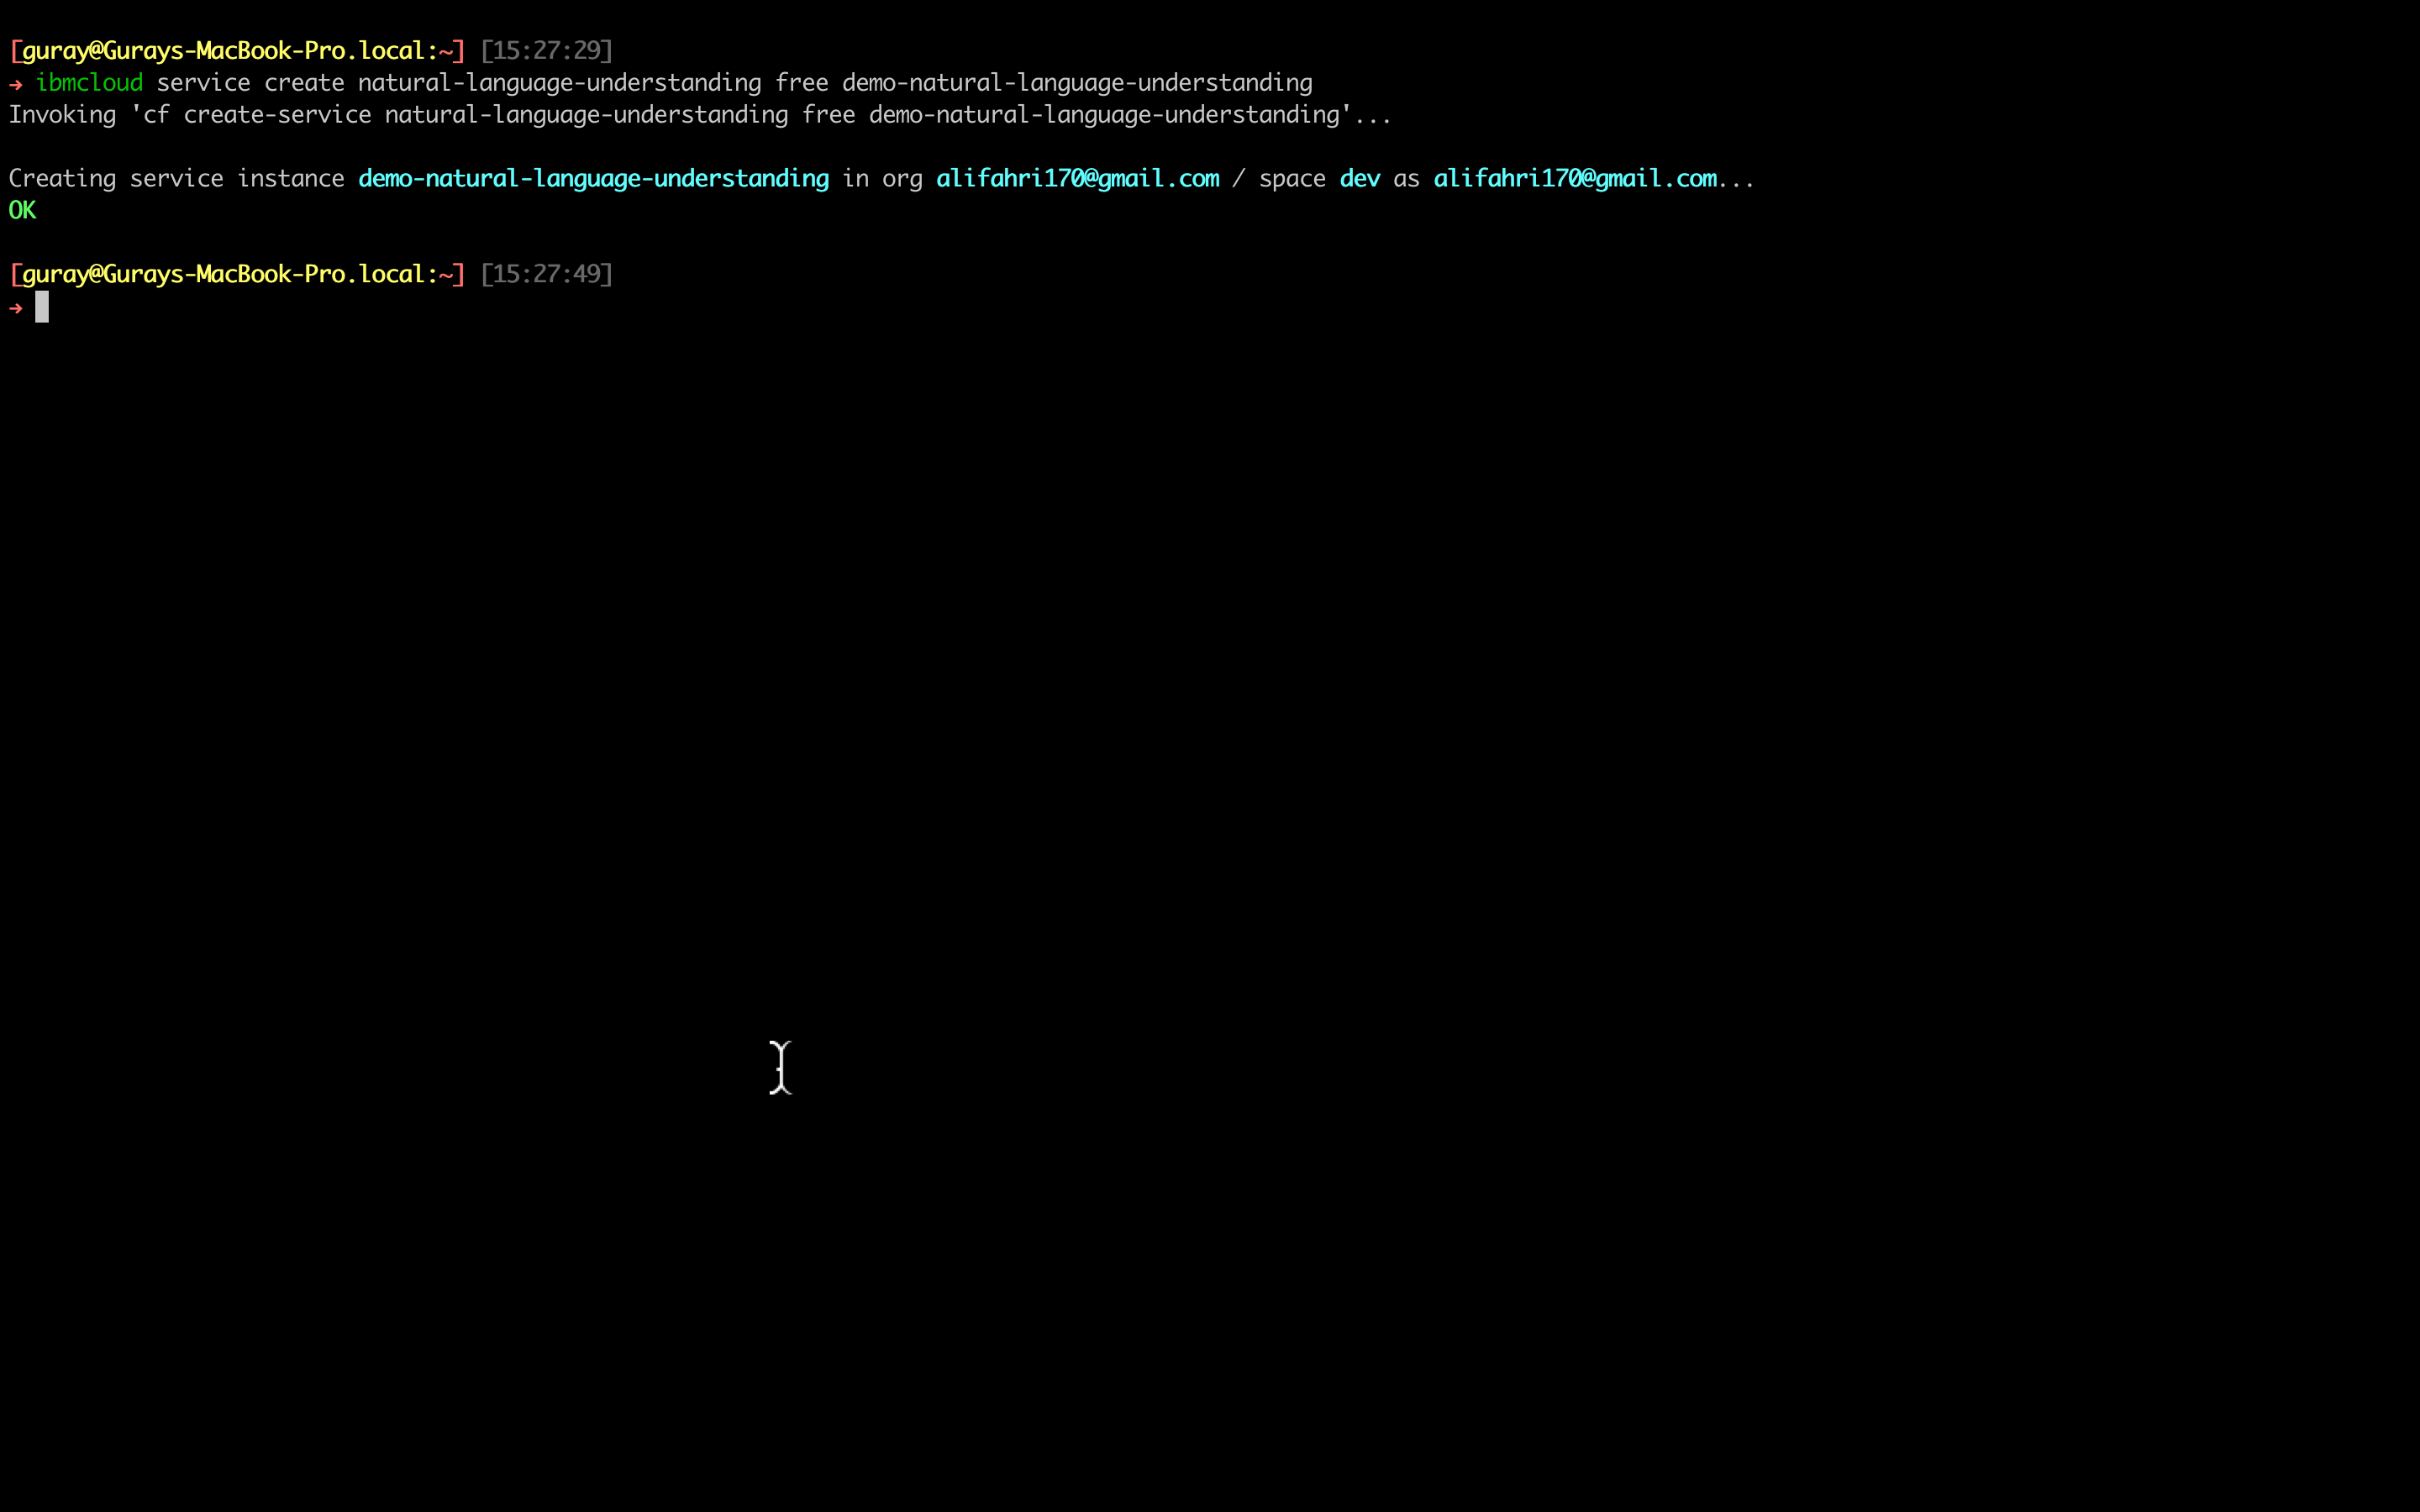 [guray@Gurays-MacBook-Pro.local:~] [15:27:29]
→ ibmcloud service create natural-language-understanding free demo-natural-language-understanding
Invoking 'cf create-service natural-language-understanding free demo-natural-language-understanding'...
Creating service instance demo-natural-language-understanding in org alifahri170@gmail.com / space dev as alifahri170@gmail.com...
OK
[guray@Gurays-MacBook-Pro.local:~] [15:27:49]
→